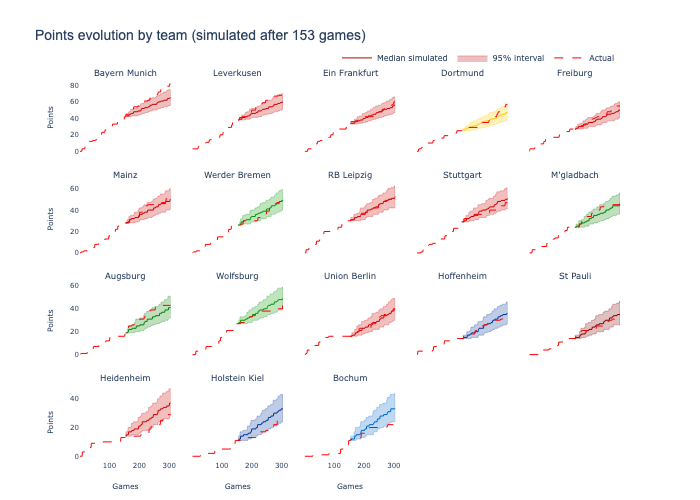 Points evolution by team (simulated after 153 games)
Median simulated 95% interval Actual
Bayern Munich Leverkusen Ein Frankfurt Dortmund Freiburg
80
60
40
20
0
Points
Mainz Werder Bremen RB Leipzig Stuttgart M'gladbach
60
40
20
0
Points
Augsburg Wolfsburg Union Berlin Hoffenheim St Pauli
60
40
20
0
Points
Heidenheim Holstein Kiel Bochum
40
20
0
Points
100 200 300 100 200 300 100 200 300
Games Games Games